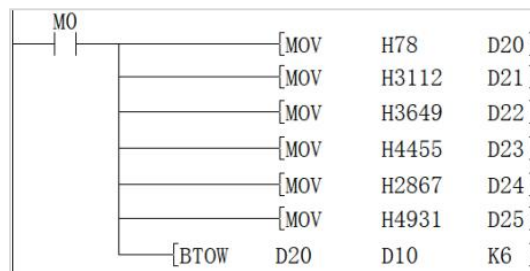 M0
[MOV H78 D20]
[MOV H3112 D21]
[MOV H3649 D22]
[MOV H4455 D23]
[MOV H2867 D24]
[MOV H4931 D25]
[BTOW D20 D10 K6]